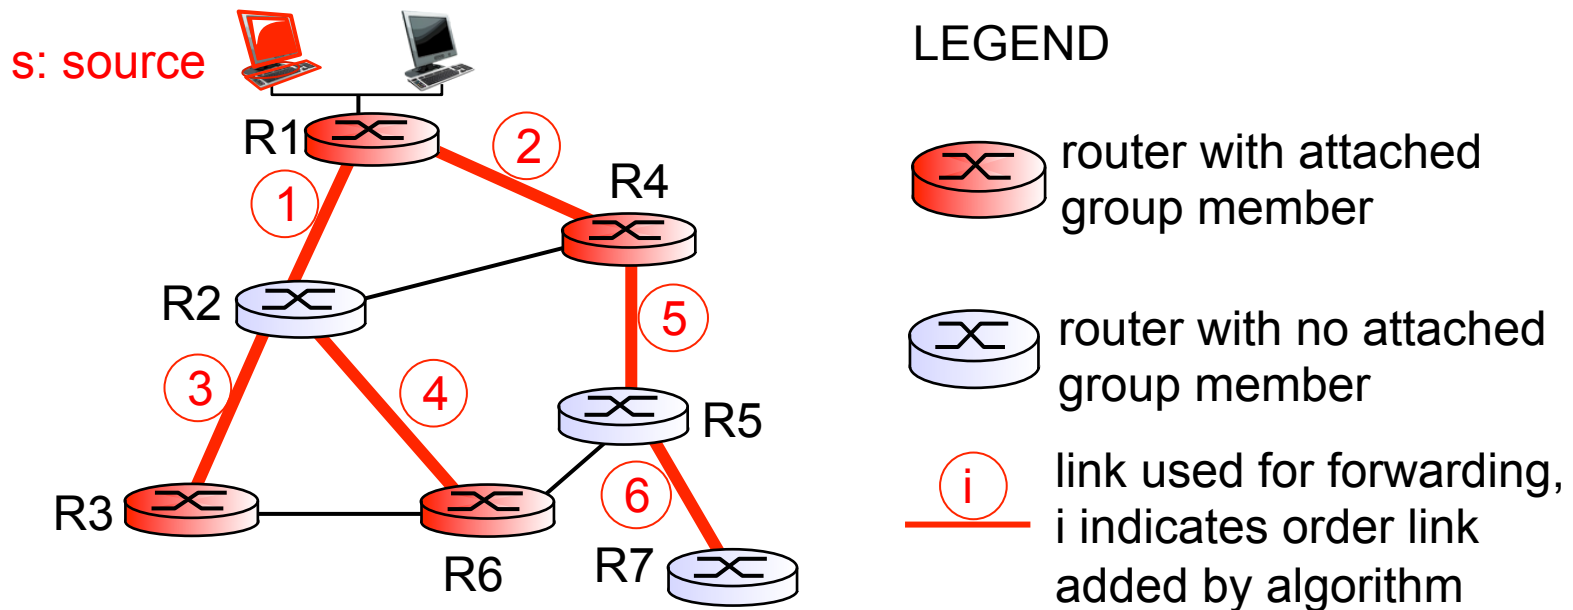 s: source
LEGEND
R1
2
router with attached
group member
R4
1
R2
5
router with no attached
group member
3
4
R5
6
i
link used for forwarding,
i indicates order link
added by algorithm
R3
R6
R7